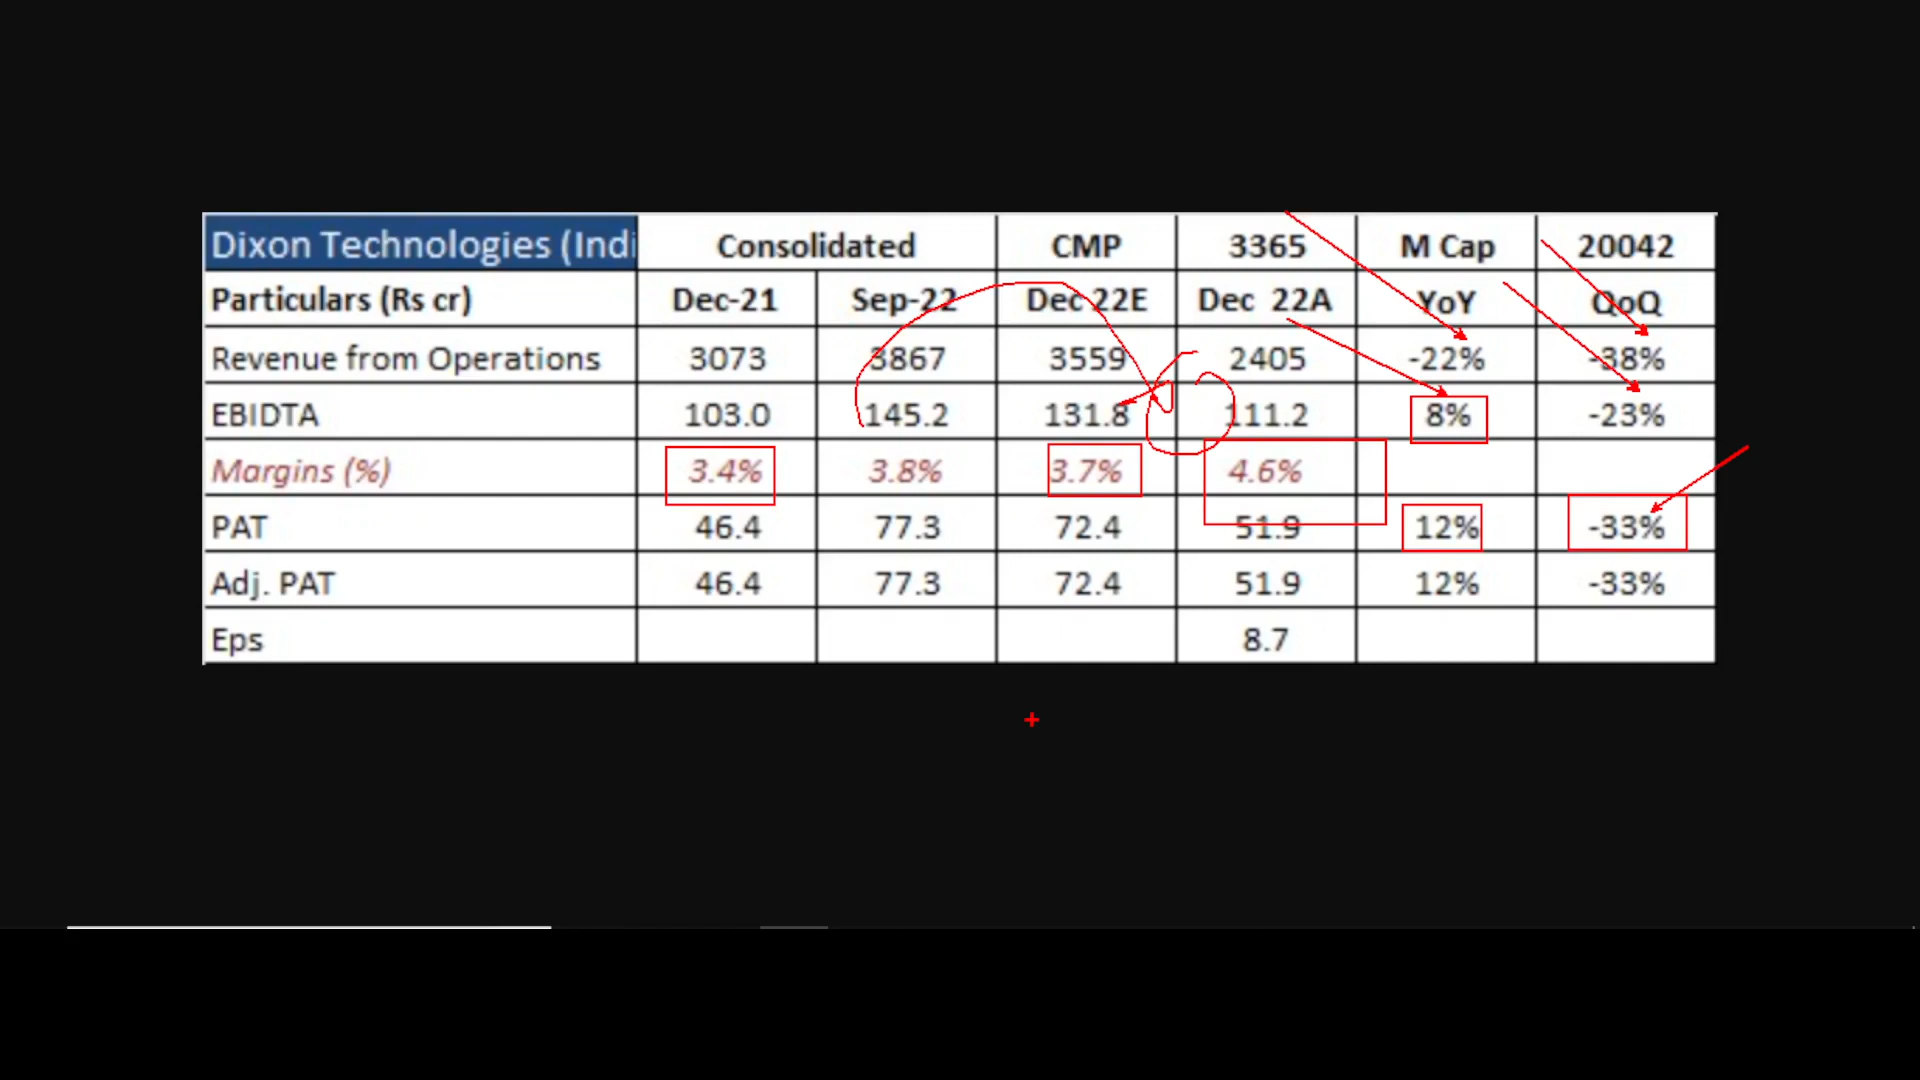 Dixon Technologies (Indi Consolidated CMP 3365 M Cap 20042
Particulars (Rs cr) Dec-21 Sep-22 Dec 22E Dec 22A YoY QoQ
Revenue from Operations 3073 3867 3559 2405 -22% -38%
EBIDTA 103.0 145.2 131.8 111.2 8% -23%
Margins (%) 3.4% 3.8% 3.7% 4.6%
PAT 46.4 77.3 72.4 51.9 12% -33%
Adj. PAT 46.4 77.3 72.4 51.9 12% -33%
Eps 8.7